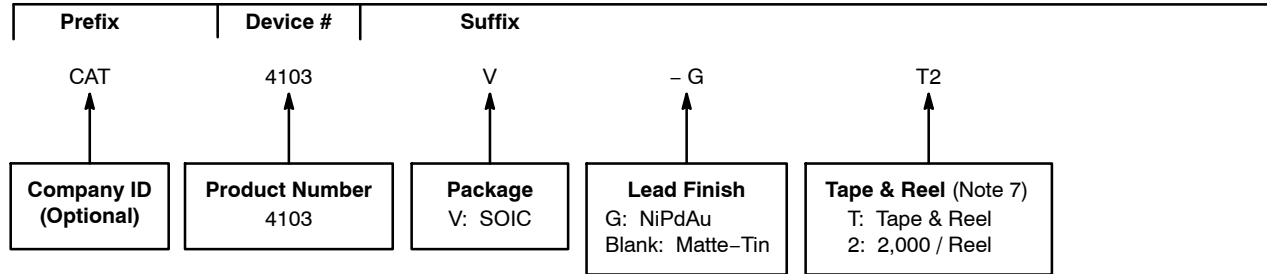 Prefix Device # Suffix
CAT 4103 V – G T2
Company ID
(Optional)
Product Number
4103
Package
V: SOIC
Lead Finish
G: NiPdAu
Blank: Matte–Tin
Tape & Reel (Note 7)
T: Tape & Reel
2: 2,000 / Reel